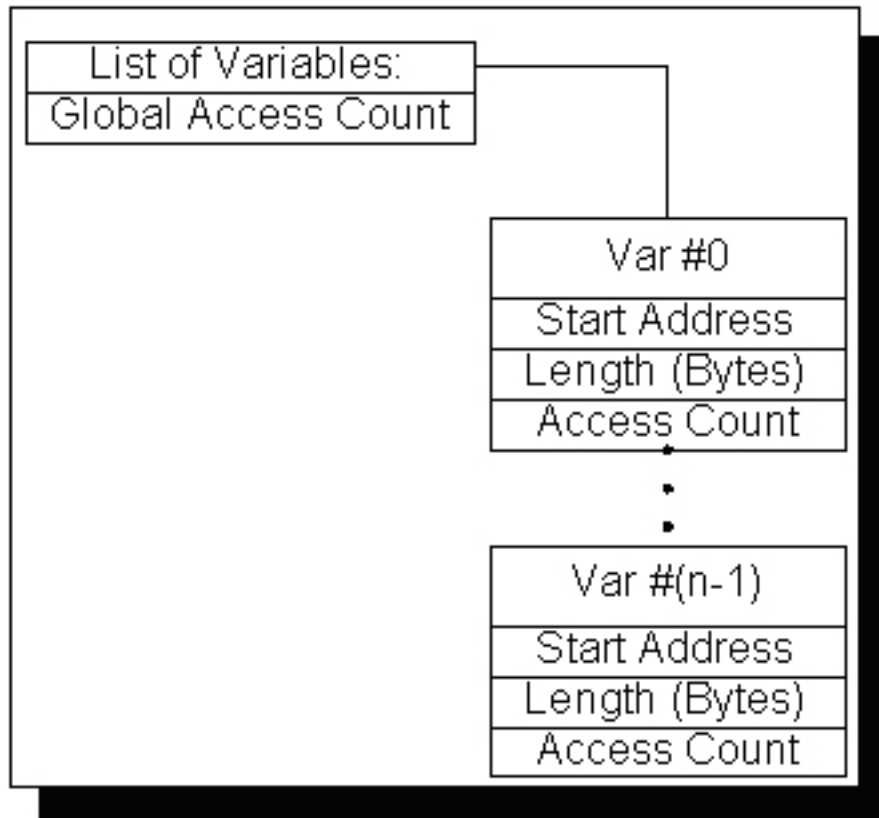 List of Variables:
Global Access Count
Var #0
Start Address
Length (Bytes)
Access Count
Var #(n-1)
Start Address
Length (Bytes)
Access Count